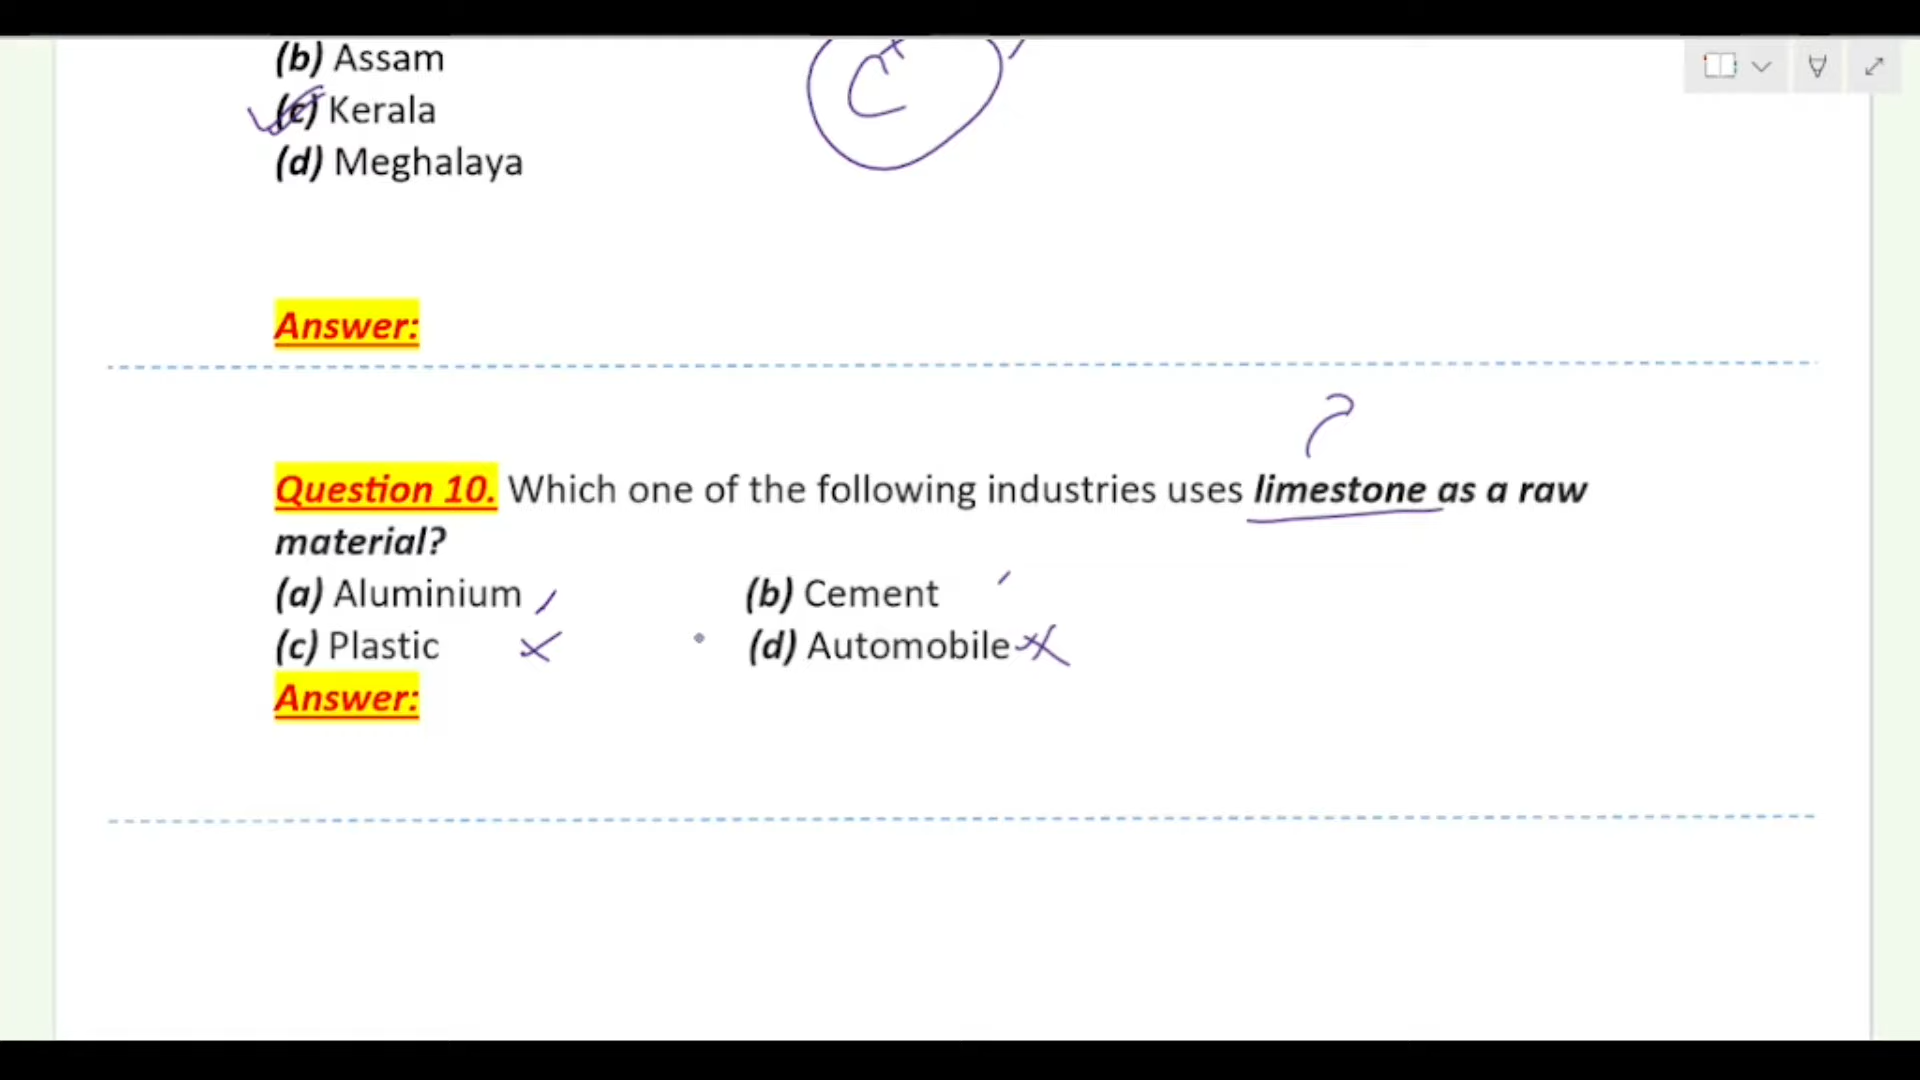 (b) Assam
(c) Kerala
(d) Meghalaya
Answer:
Question 10. Which one of the following industries uses limestone as a raw
material?
(a) Aluminium (b) Cement
(c) Plastic (d) Automobile
Answer: